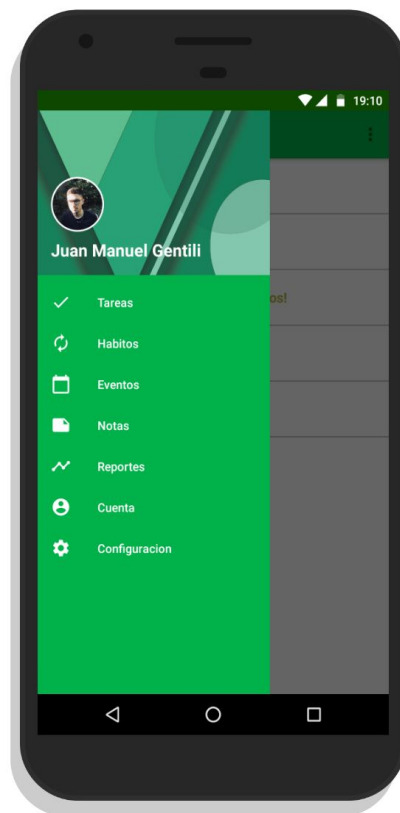 19:10
Juan Manuel Gentili
os!
Tareas
Habitos
Eventos
Notas
Reportes
Cuenta
Configuracion